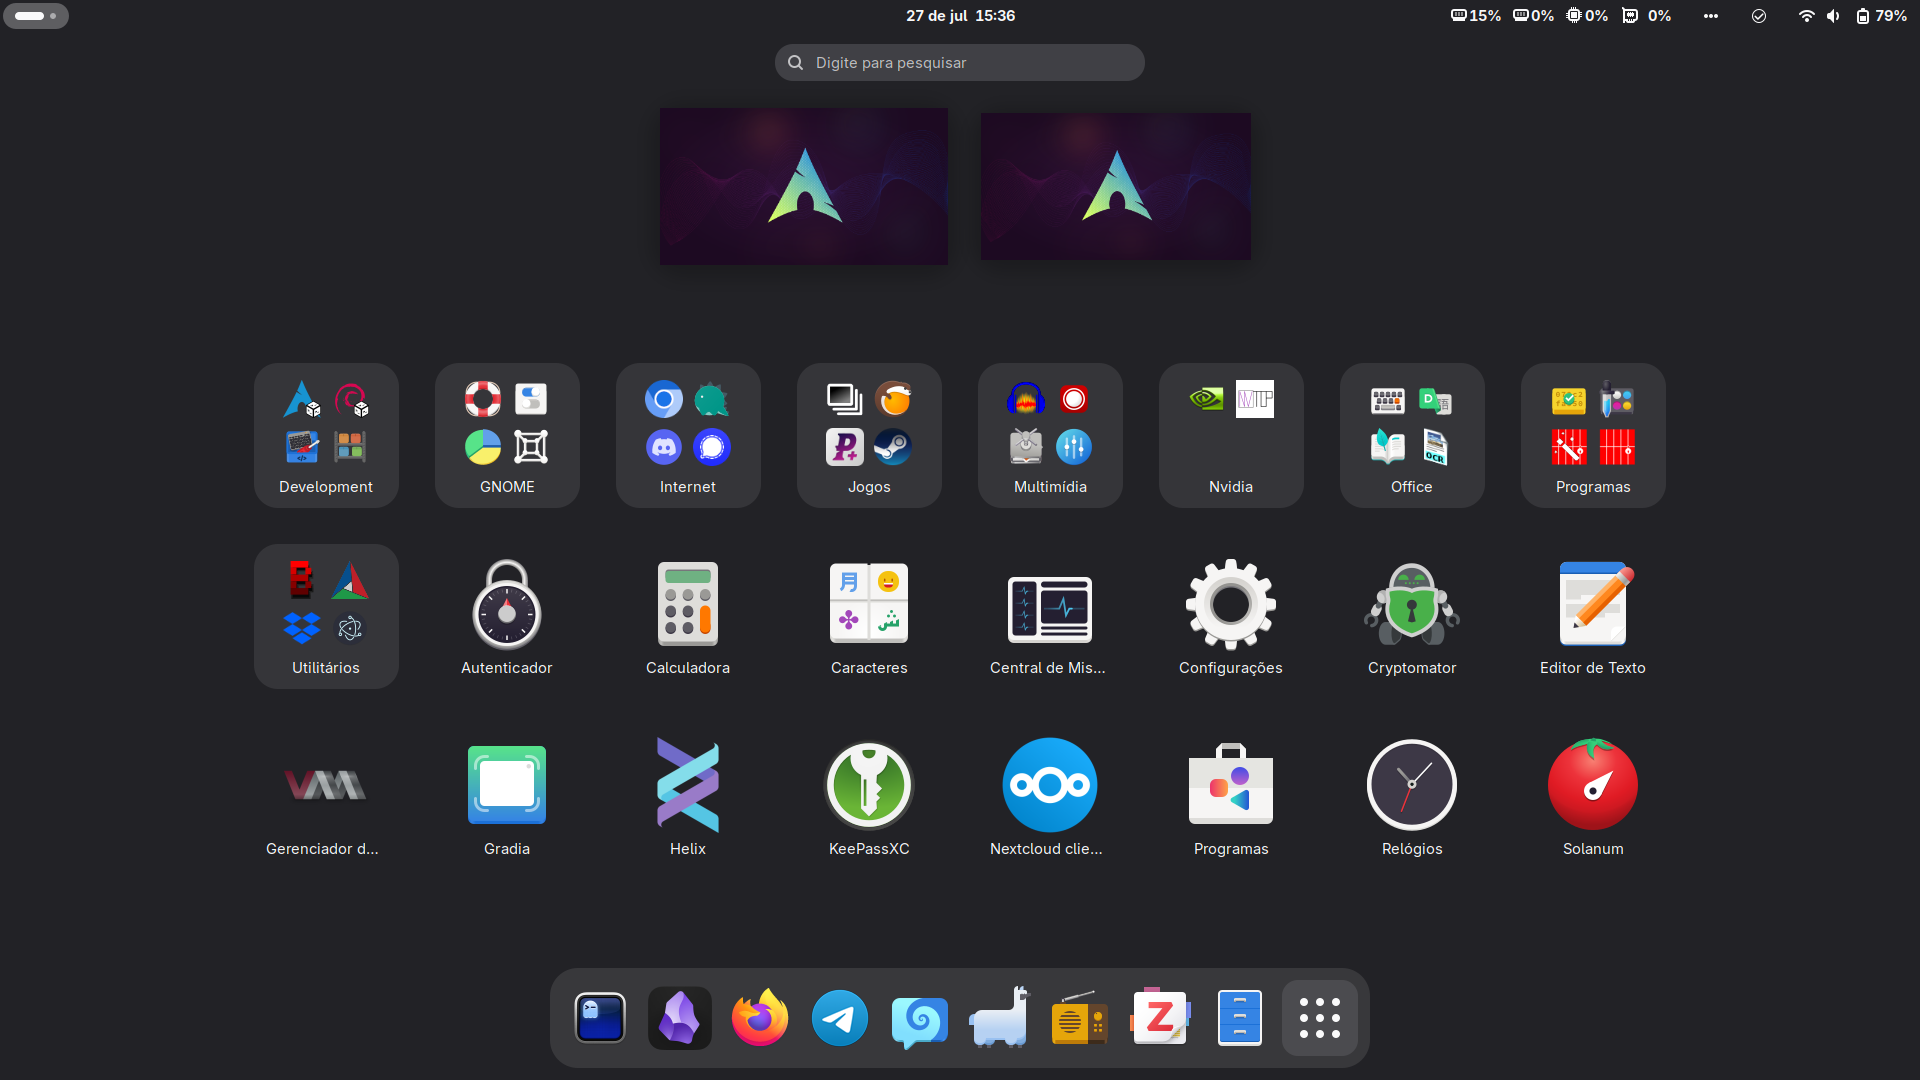 27 de jul 15:36
15% 0% 0% 0% 79%
Digite para pesquisar
Development GNOME Internet Jogos Multimídia Nvidia Office Programas
Utilitários Autenticador Calculadora Caracteres Central de Mis... Configurações Cryptomator Editor de Texto
Gerenciador d... Gradia Helix KeePassXC Nextcloud clie... Programas Relógios Solanum